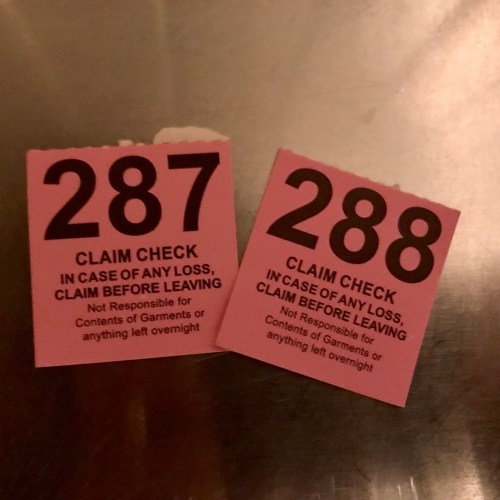 287
CLAIM CHECK
IN CASE OF ANY LOSS,
CLAIM BEFORE LEAVING
Not Responsible for
Contents of Garments or
anything left overnight
288
CLAIM CHECK
IN CASE OF ANY LOSS,
CLAIM BEFORE LEAVING
Not Responsible for
Contents of Garments or
anything left overnight